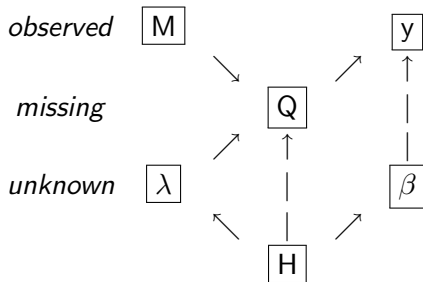 observed M y
missing Q
unknown λ β
H